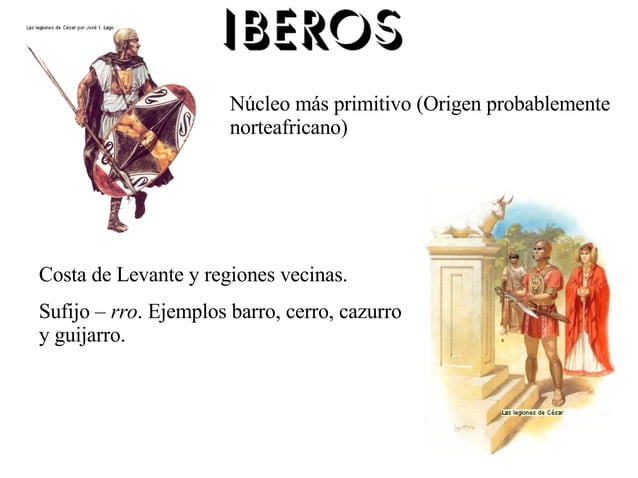 Las legiones de César por José I. Lago
IBEROS
Núcleo más primitivo (Origen probablemente
norteafricano)
Costa de Levante y regiones vecinas.
Sufijo – rro. Ejemplos barro, cerro, cazurro
y guijarro.
Las legiones de César